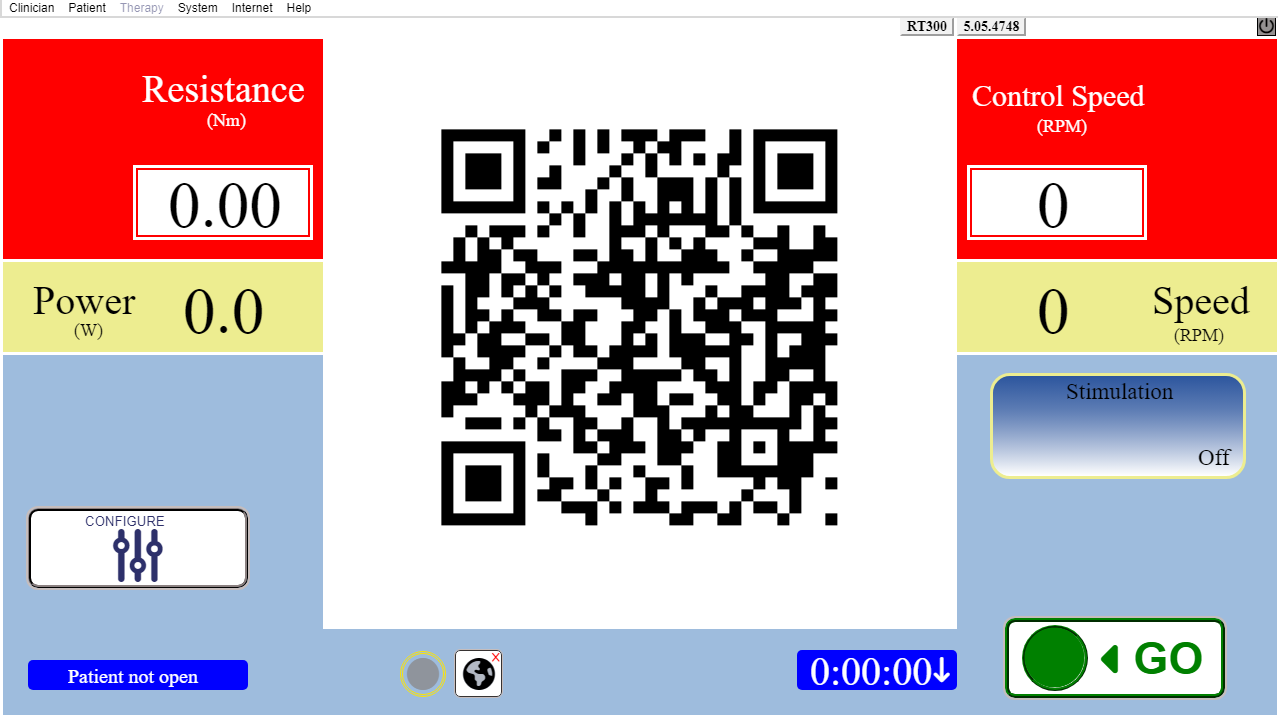 Clinician Patient Therapy System Internet Help
RT300 5.05.4748
Resistance
(Nm)
0.00
Control Speed
(RPM)
0
Power
(W)
0.0
0
Speed
(RPM)
Stimulation
Off
CONFIGURE
GO
Patient not open
X
0:00:00↓